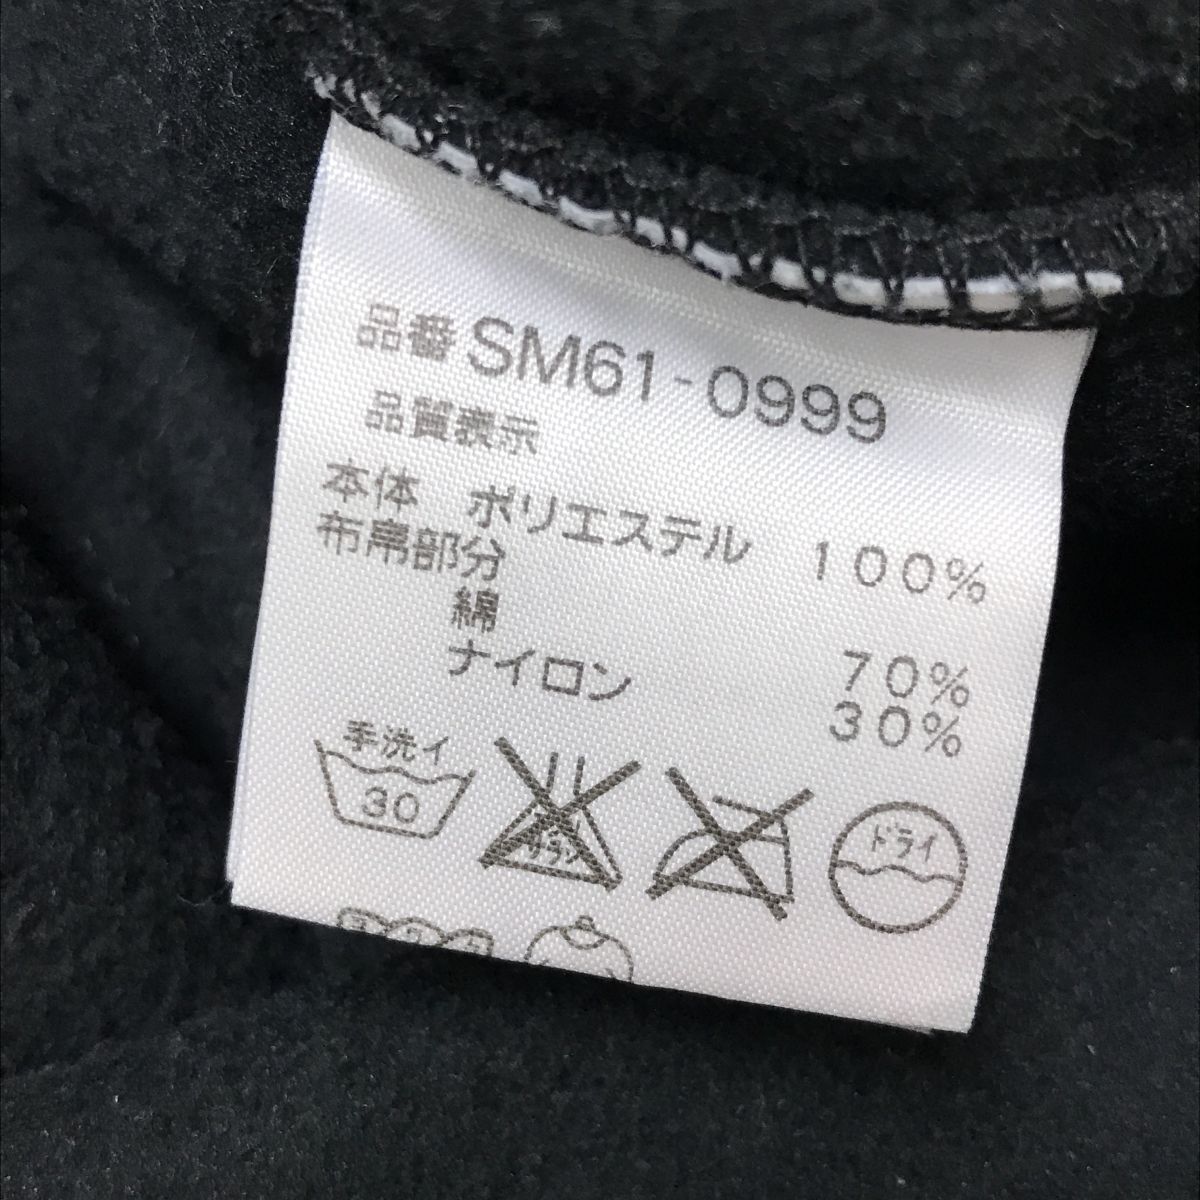 品番 SM61-0999
品質表示
本体 ポリエステル 100%
布帛部分
綿 70%
ナイロン 30%
手洗イ
30
ドライ